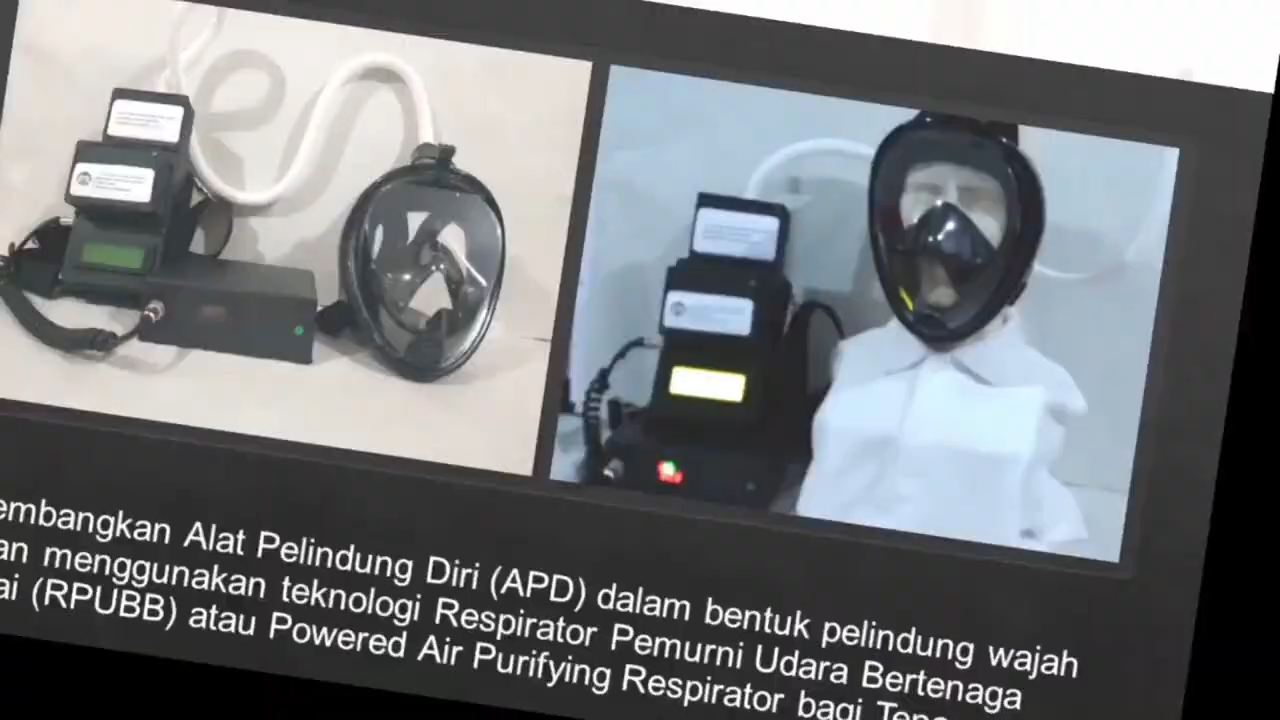 embangkan Alat Pelindung Diri (APD) dalam bentuk pelindung wajah
an menggunakan teknologi Respirator Pemurni Udara Bertenaga
ai (RPUBB) atau Powered Air Purifying Respirator bagi